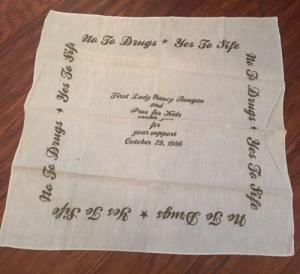 No To Drugs * Yes To Life
First Lady Nancy Reagan
and
Pros for Kids
for
your support
October 29, 1986
No To Drugs * Yes To Life
No To Drugs * Yes To Life
No To Drugs * Yes To Life